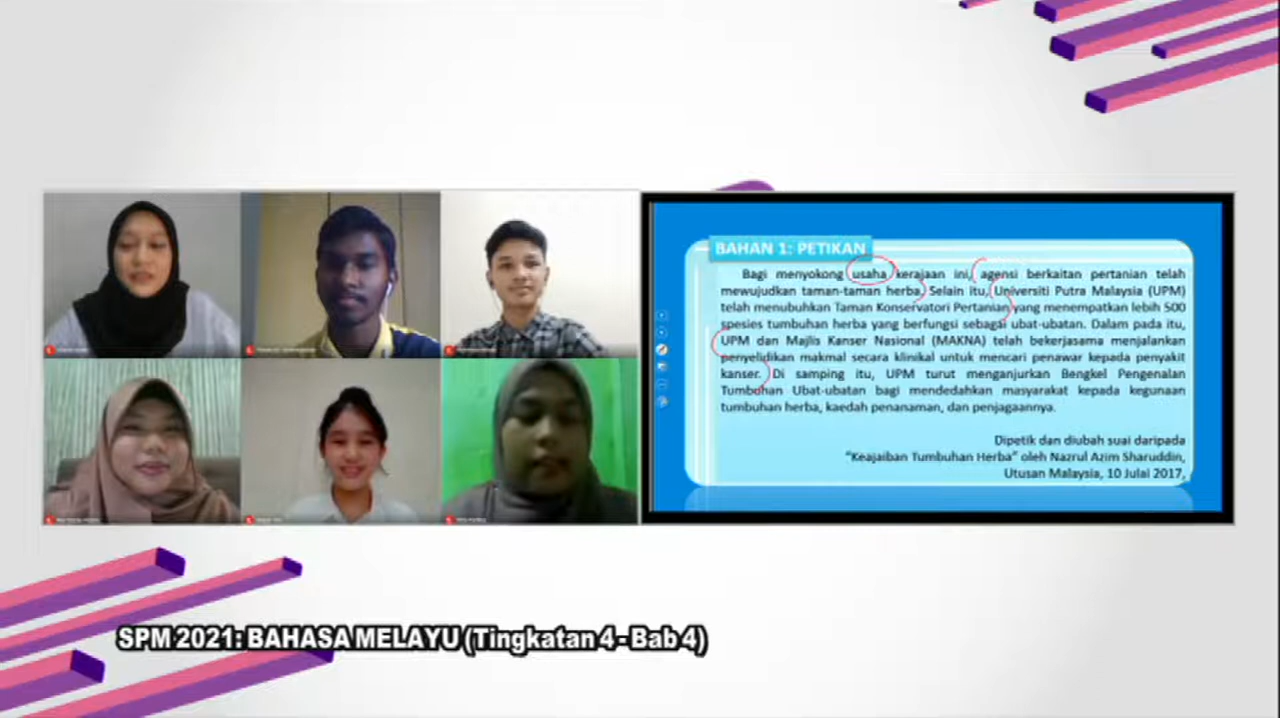 BAHAN 1: PETIKAN
Bagi menyokong usaha kerajaan ini, agensi berkaitan pertanian telah
mewujudkan taman-taman herba. Selain itu, Universiti Putra Malaysia (UPM)
telah menubuhkan Taman Konservatori Pertanian yang menempatkan lebih 500
spesies tumbuhan herba yang berfungsi sebagai ubat-ubatan. Dalam pada itu,
UPM dan Majlis Kanser Nasional (MAKNA) telah bekerjasama menjalankan
penyelidikan makmal secara klinikal untuk mencari penawar kepada penyakit
kanser. Di samping itu, UPM turut menganjurkan Bengkel Pengenalan
Tumbuhan Ubat-ubatan bagi mendedahkan masyarakat kepada kegunaan
tumbuhan herba, kaedah penanaman, dan penjagaannya.
Dipetik dan diubah suai daripada
“Keajaiban Tumbuhan Herba” oleh Nazrul Azim Sharuddin,
Utusan Malaysia, 10 Julai 2017,
SPM 2021: BAHASA MELAYU (Tingkatan 4 - Bab 4)